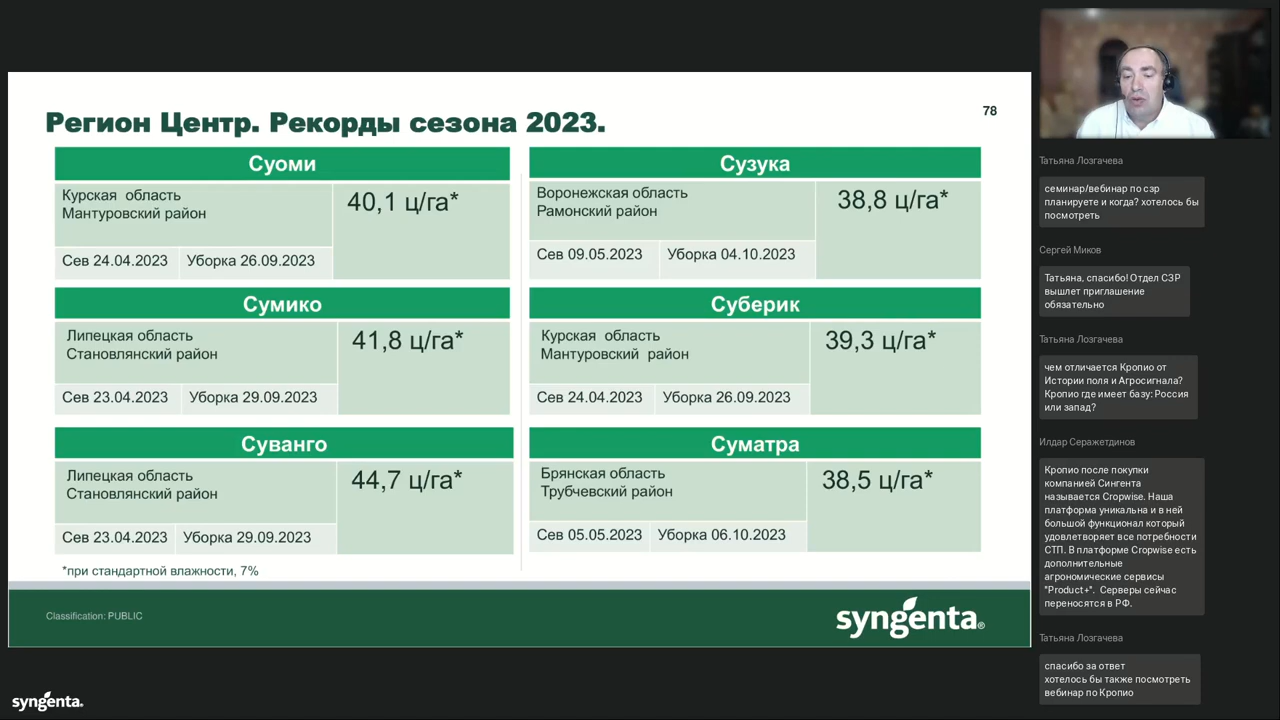 Регион Центр. Рекорды сезона 2023.
78
Суоми
Курская область
Мантуровский район
40,1 ц/га*
Сев 24.04.2023
Уборка 26.09.2023
Сузука
Воронежская область
Рамонский район
38,8 ц/га*
Сев 09.05.2023
Уборка 04.10.2023
Сумико
Липецкая область
Становлянский район
41,8 ц/га*
Сев 23.04.2023
Уборка 29.09.2023
Суберик
Курская область
Мантуровский район
39,3 ц/га*
Сев 24.04.2023
Уборка 26.09.2023
Суванго
Липецкая область
Становлянский район
44,7 ц/га*
Сев 23.04.2023
Уборка 29.09.2023
Суматра
Брянская область
Трубчевский район
38,5 ц/га*
Сев 05.05.2023
Уборка 06.10.2023
*при стандартной влажности, 7%
Classification: PUBLIC
syngenta®
syngenta.
Татьяна Лозгачева
семинар/вебинар по сзр
планируете и когда? хотелось бы
посмотреть
Сергей Миков
Татьяна, спасибо! Отдел СЗР
вышлет приглашение
обязательно
Татьяна Лозгачева
чем отличается Кропио от
Истории поля и Агросигнала?
Кропио где имеет базу: Россия
или запад?
Илдар Серажетдинов
Кропио после покупки
компанией Сингента
называется Cropwise. Наша
платформа уникальна и в ней
большой функционал который
удовлетворяет все потребности
СТП. В платформе Cropwise есть
дополнительные
агрономические сервисы
"Product+". Серверы сейчас
переносятся в РФ.
Татьяна Лозгачева
спасибо за ответ
хотелось бы также посмотреть
вебинар по Кропио